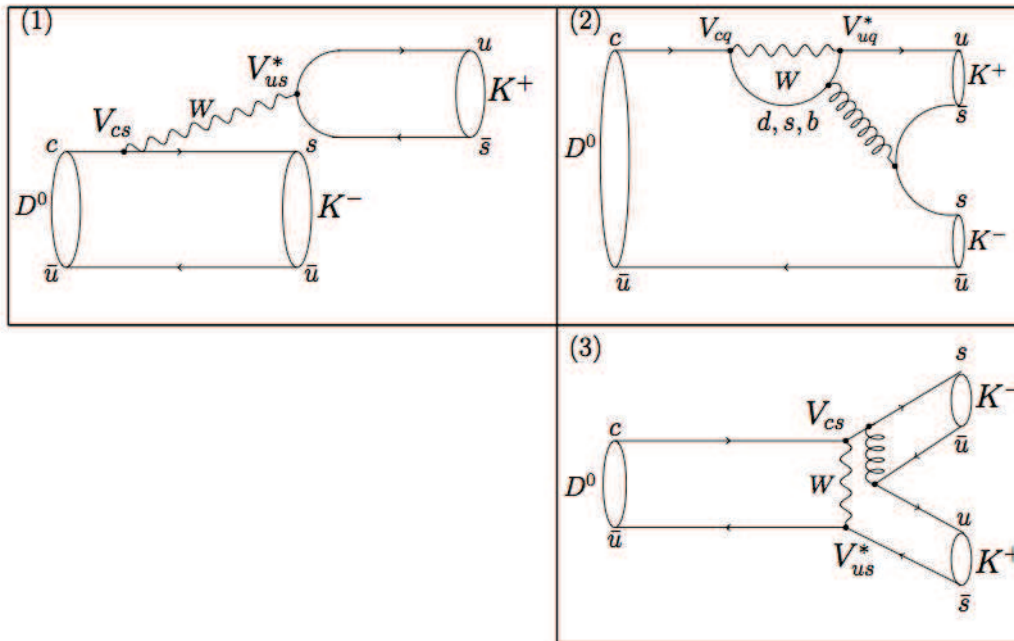 (1)
u
V*us
K+
W
s̄
Vcs
c
s
D⁰
K−
ū
ū
(2)
c
Vcq
V*uq
u
W
K+
s̄
d, s, b
D⁰
s
K−
ū
ū
(3)
s
K−
Vcs
c
ū
D⁰
W
u
ū
V*us
K+
s̄